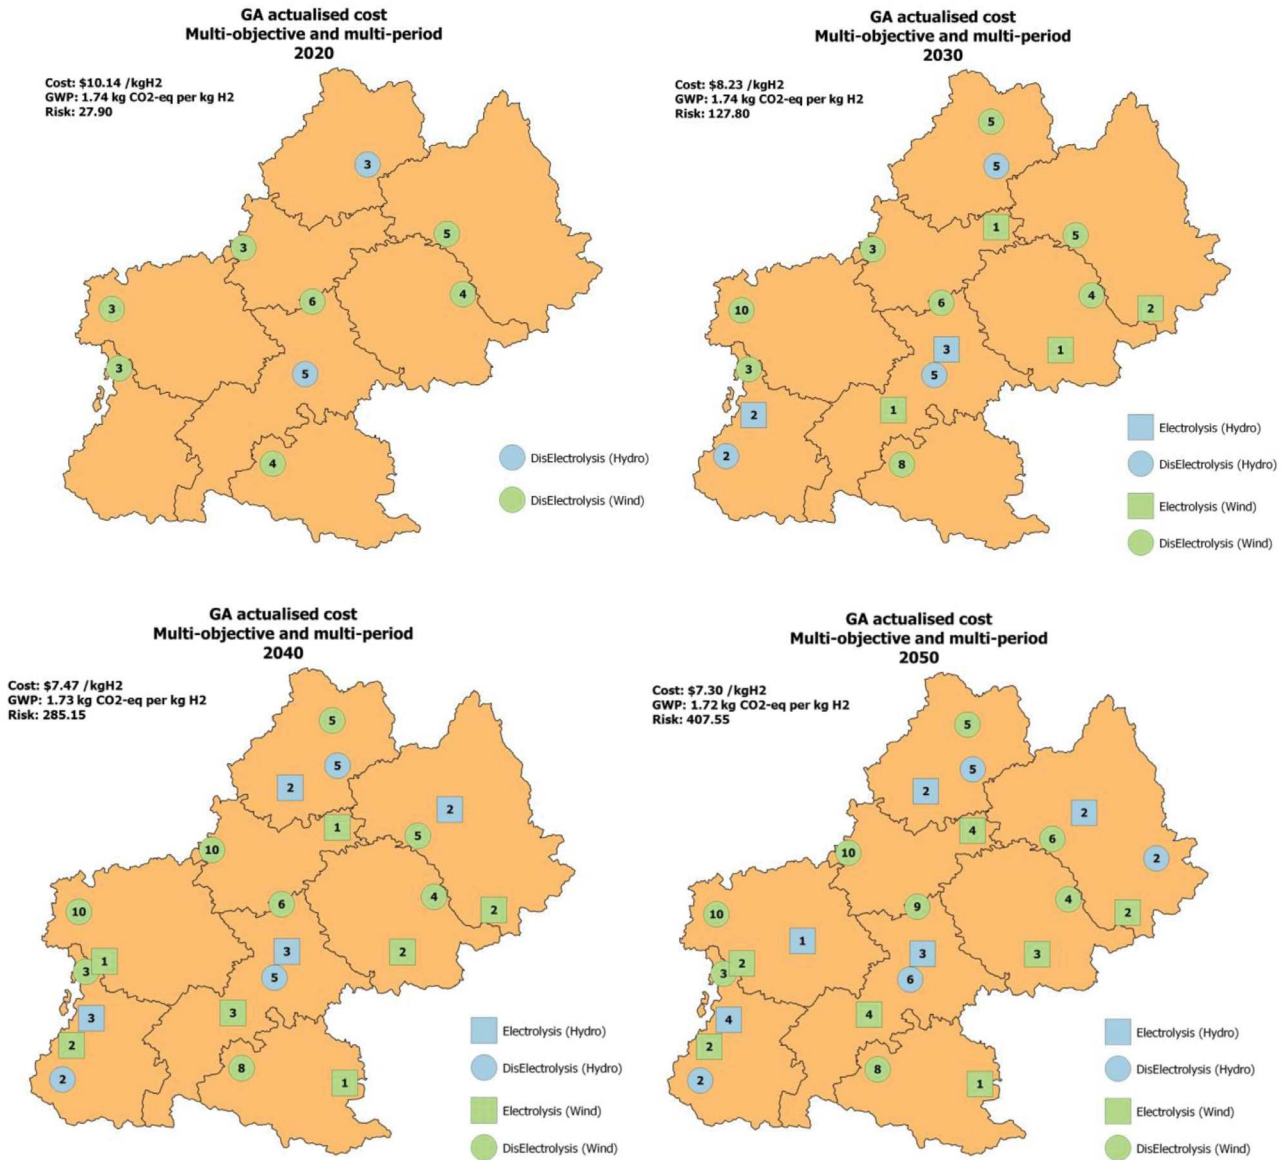 GA actualised cost
Multi-objective and multi-period
2020
Cost: $10.14 /kgH2
GWP: 1.74 kg CO2-eq per kg H2
Risk: 27.90
3
5
3
4
6
3
3
5
4
DisElectrolysis (Hydro)
DisElectrolysis (Wind)
GA actualised cost
Multi-objective and multi-period
2030
Cost: $8.23 /kgH2
GWP: 1.74 kg CO2-eq per kg H2
Risk: 127.80
5
5
1
5
3
4
6
10
2
3
1
3
5
2
1
2
8
Electrolysis (Hydro)
DisElectrolysis (Hydro)
Electrolysis (Wind)
DisElectrolysis (Wind)
GA actualised cost
Multi-objective and multi-period
2040
Cost: $7.47 /kgH2
GWP: 1.73 kg CO2-eq per kg H2
Risk: 285.15
5
5
2
2
1
5
10
4
6
10
2
3
2
1
3
5
3
3
2
8
2
1
Electrolysis (Hydro)
DisElectrolysis (Hydro)
Electrolysis (Wind)
DisElectrolysis (Wind)
GA actualised cost
Multi-objective and multi-period
2050
Cost: $7.30 /kgH2
GWP: 1.72 kg CO2-eq per kg H2
Risk: 407.55
5
5
2
2
4
6
10
2
4
9
10
2
1
3
3
2
3
6
4
4
2
8
2
1
Electrolysis (Hydro)
DisElectrolysis (Hydro)
Electrolysis (Wind)
DisElectrolysis (Wind)